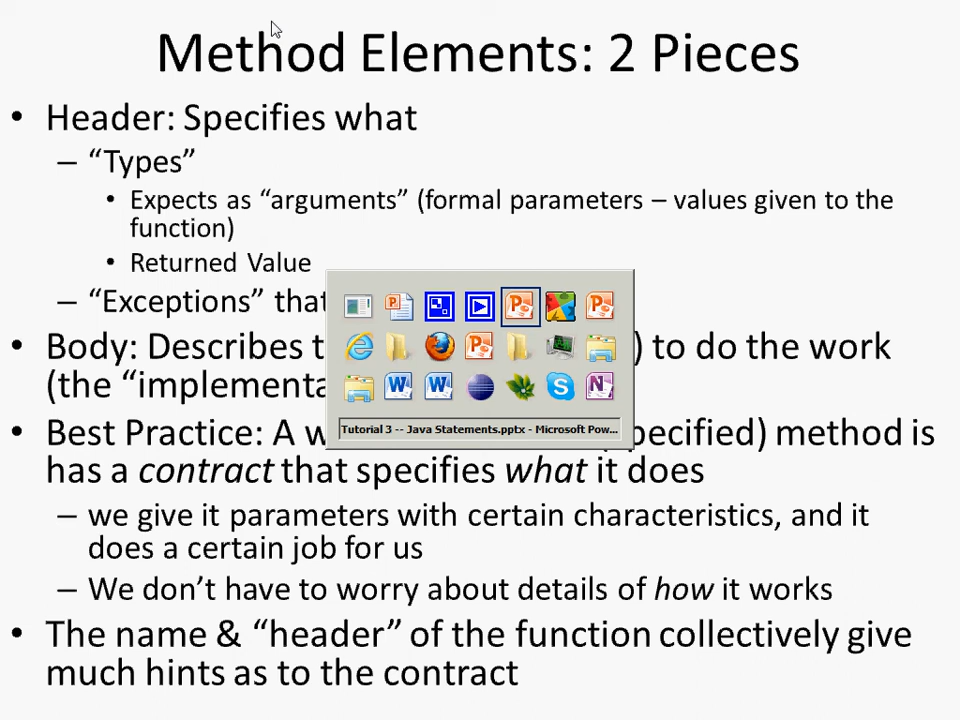 Method Elements: 2 Pieces
• Header: Specifies what
– “Types”
• Expects as “arguments” (formal parameters – values given to the
function)
• Returned Value
– “Exceptions” that
• Body: Describes t ) to do the work
(the “implementa
Tutorial 3 -- Java Statements.pptx - Microsoft Pow...
• Best Practice: A w pecified) method is
has a contract that specifies what it does
– we give it parameters with certain characteristics, and it
does a certain job for us
– We don’t have to worry about details of how it works
• The name & “header” of the function collectively give
much hints as to the contract